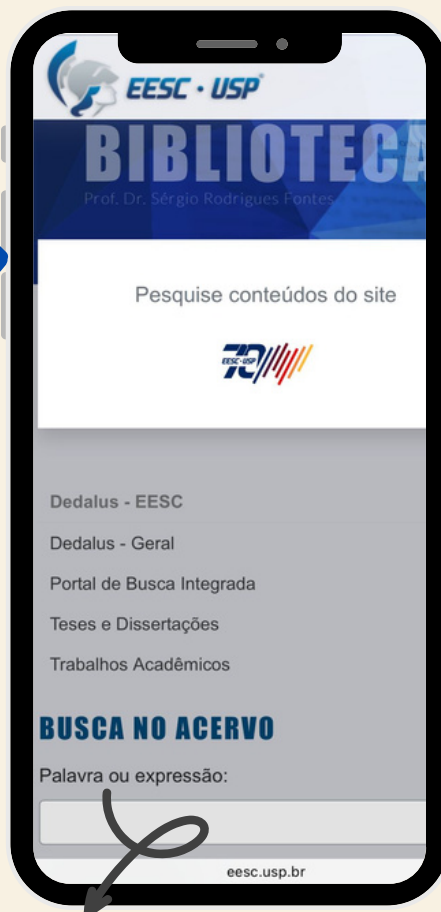 EESC · USP
BIBLIOTECA
Prof. Dr. Sérgio Rodrigues Fontes
Pesquise conteúdos do site
EESC · USP 70
Dedalus - EESC
Dedalus - Geral
Portal de Busca Integrada
Teses e Dissertações
Trabalhos Acadêmicos
BUSCA NO ACERVO
Palavra ou expressão:
eesc.usp.br